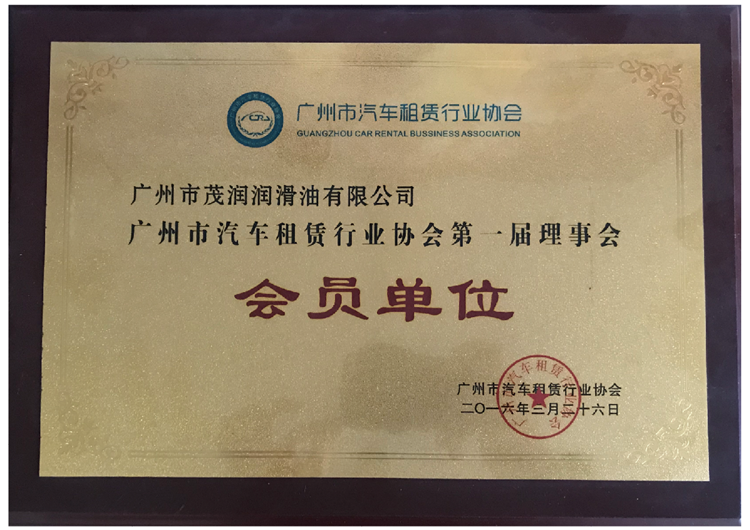 广州市汽车租赁行业协会
GUANGZHOU CAR RENTAL BUSSINESS ASSOCIATION
广州市茂润润滑油有限公司
广州市汽车租赁行业协会第一届理事会
会员单位
广州市汽车租赁行业协会
二〇一六年三月二十六日